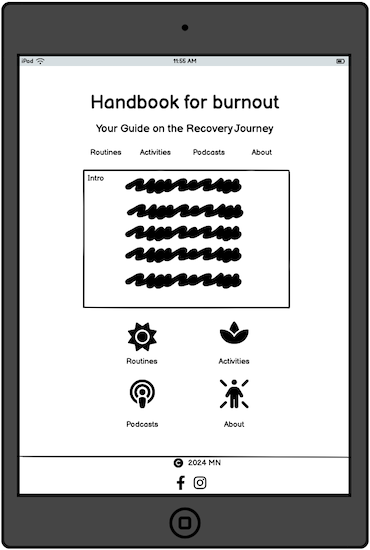 iPad 11:55 AM
Handbook for burnout
Your Guide on the Recovery Journey
Routines Activities Podcasts About
Intro
Routines Activities
Podcasts About
C 2024 MN